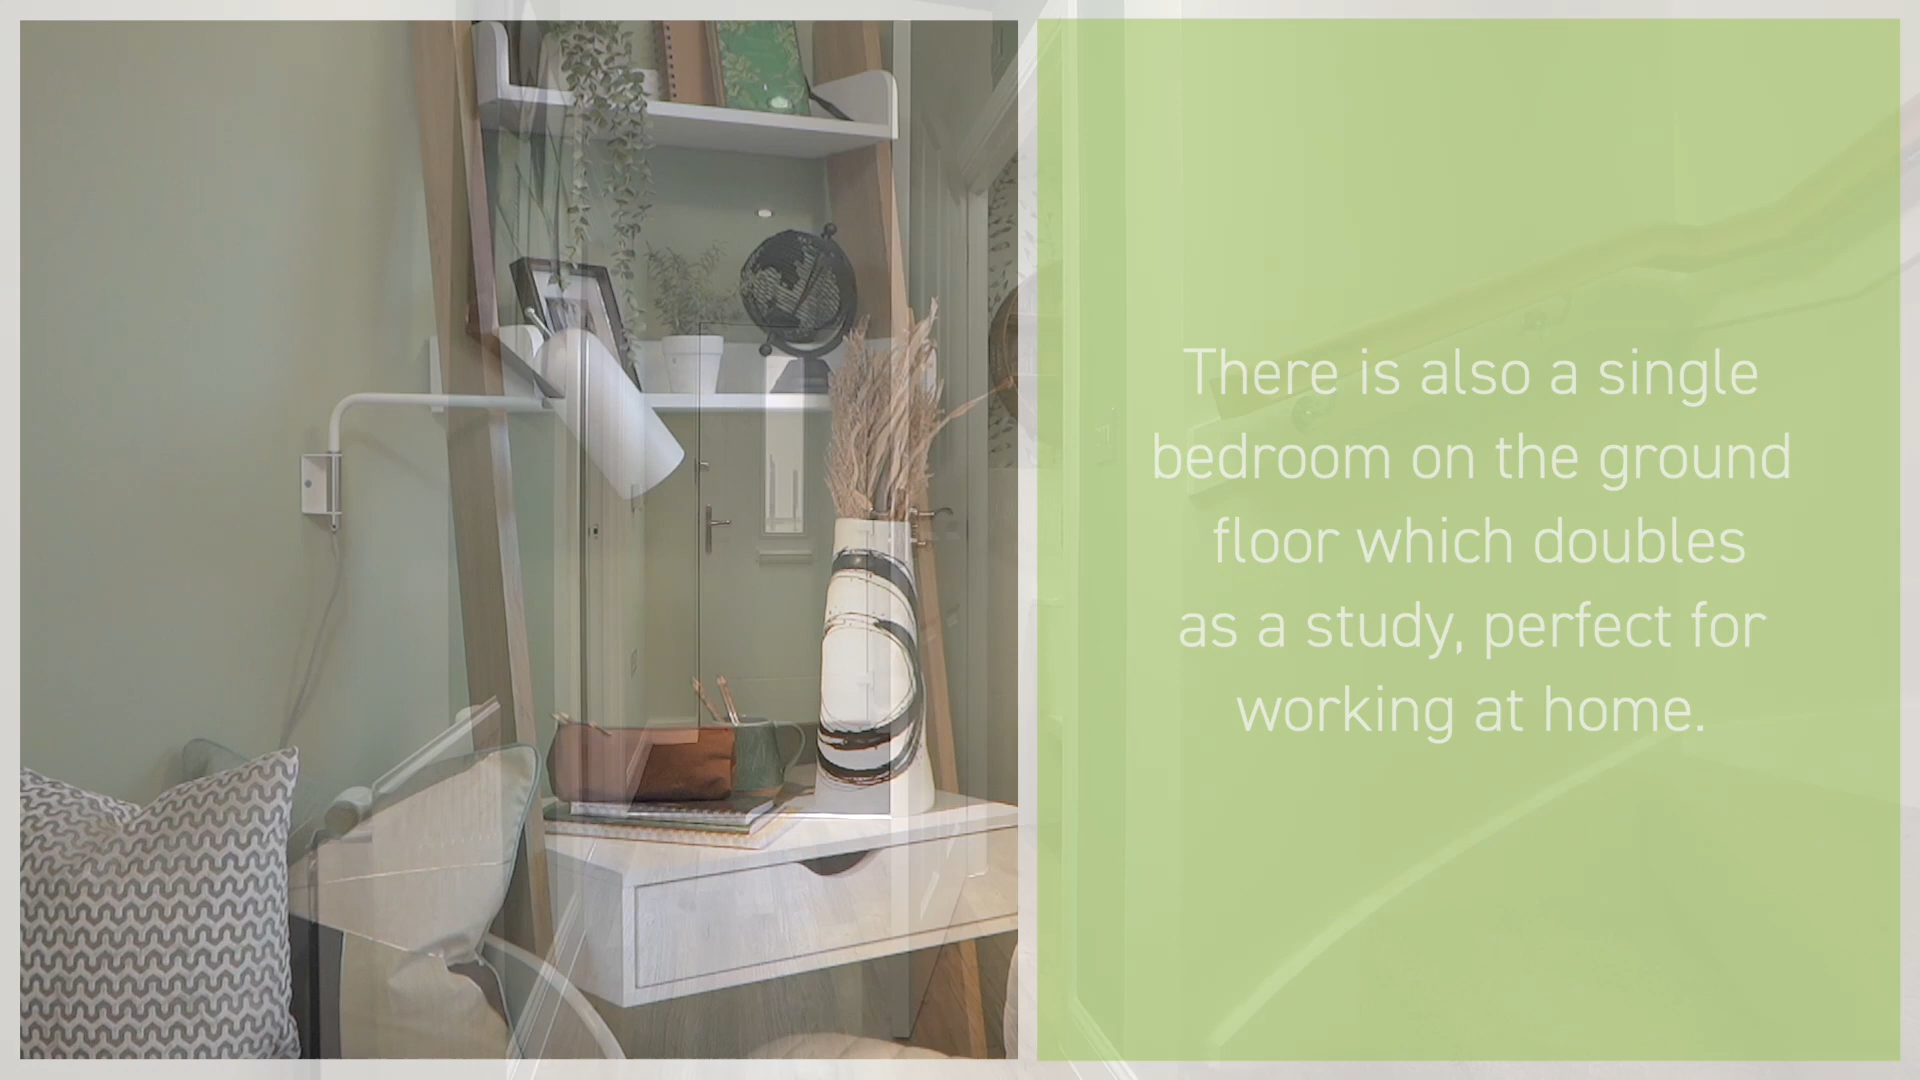 There is also a single
bedroom on the ground
floor which doubles
as a study, perfect for
working at home.